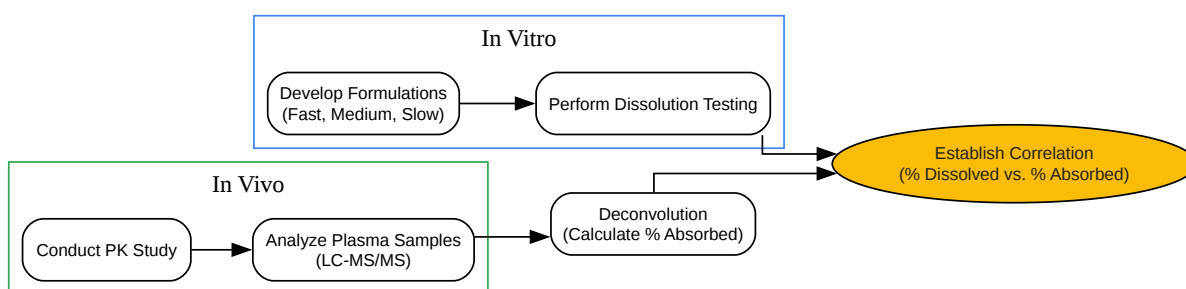 In Vitro
Develop Formulations
(Fast, Medium, Slow)
Perform Dissolution Testing
Establish Correlation
(% Dissolved vs. % Absorbed)
In Vivo
Conduct PK Study
Analyze Plasma Samples
(LC-MS/MS)
Deconvolution
(Calculate % Absorbed)